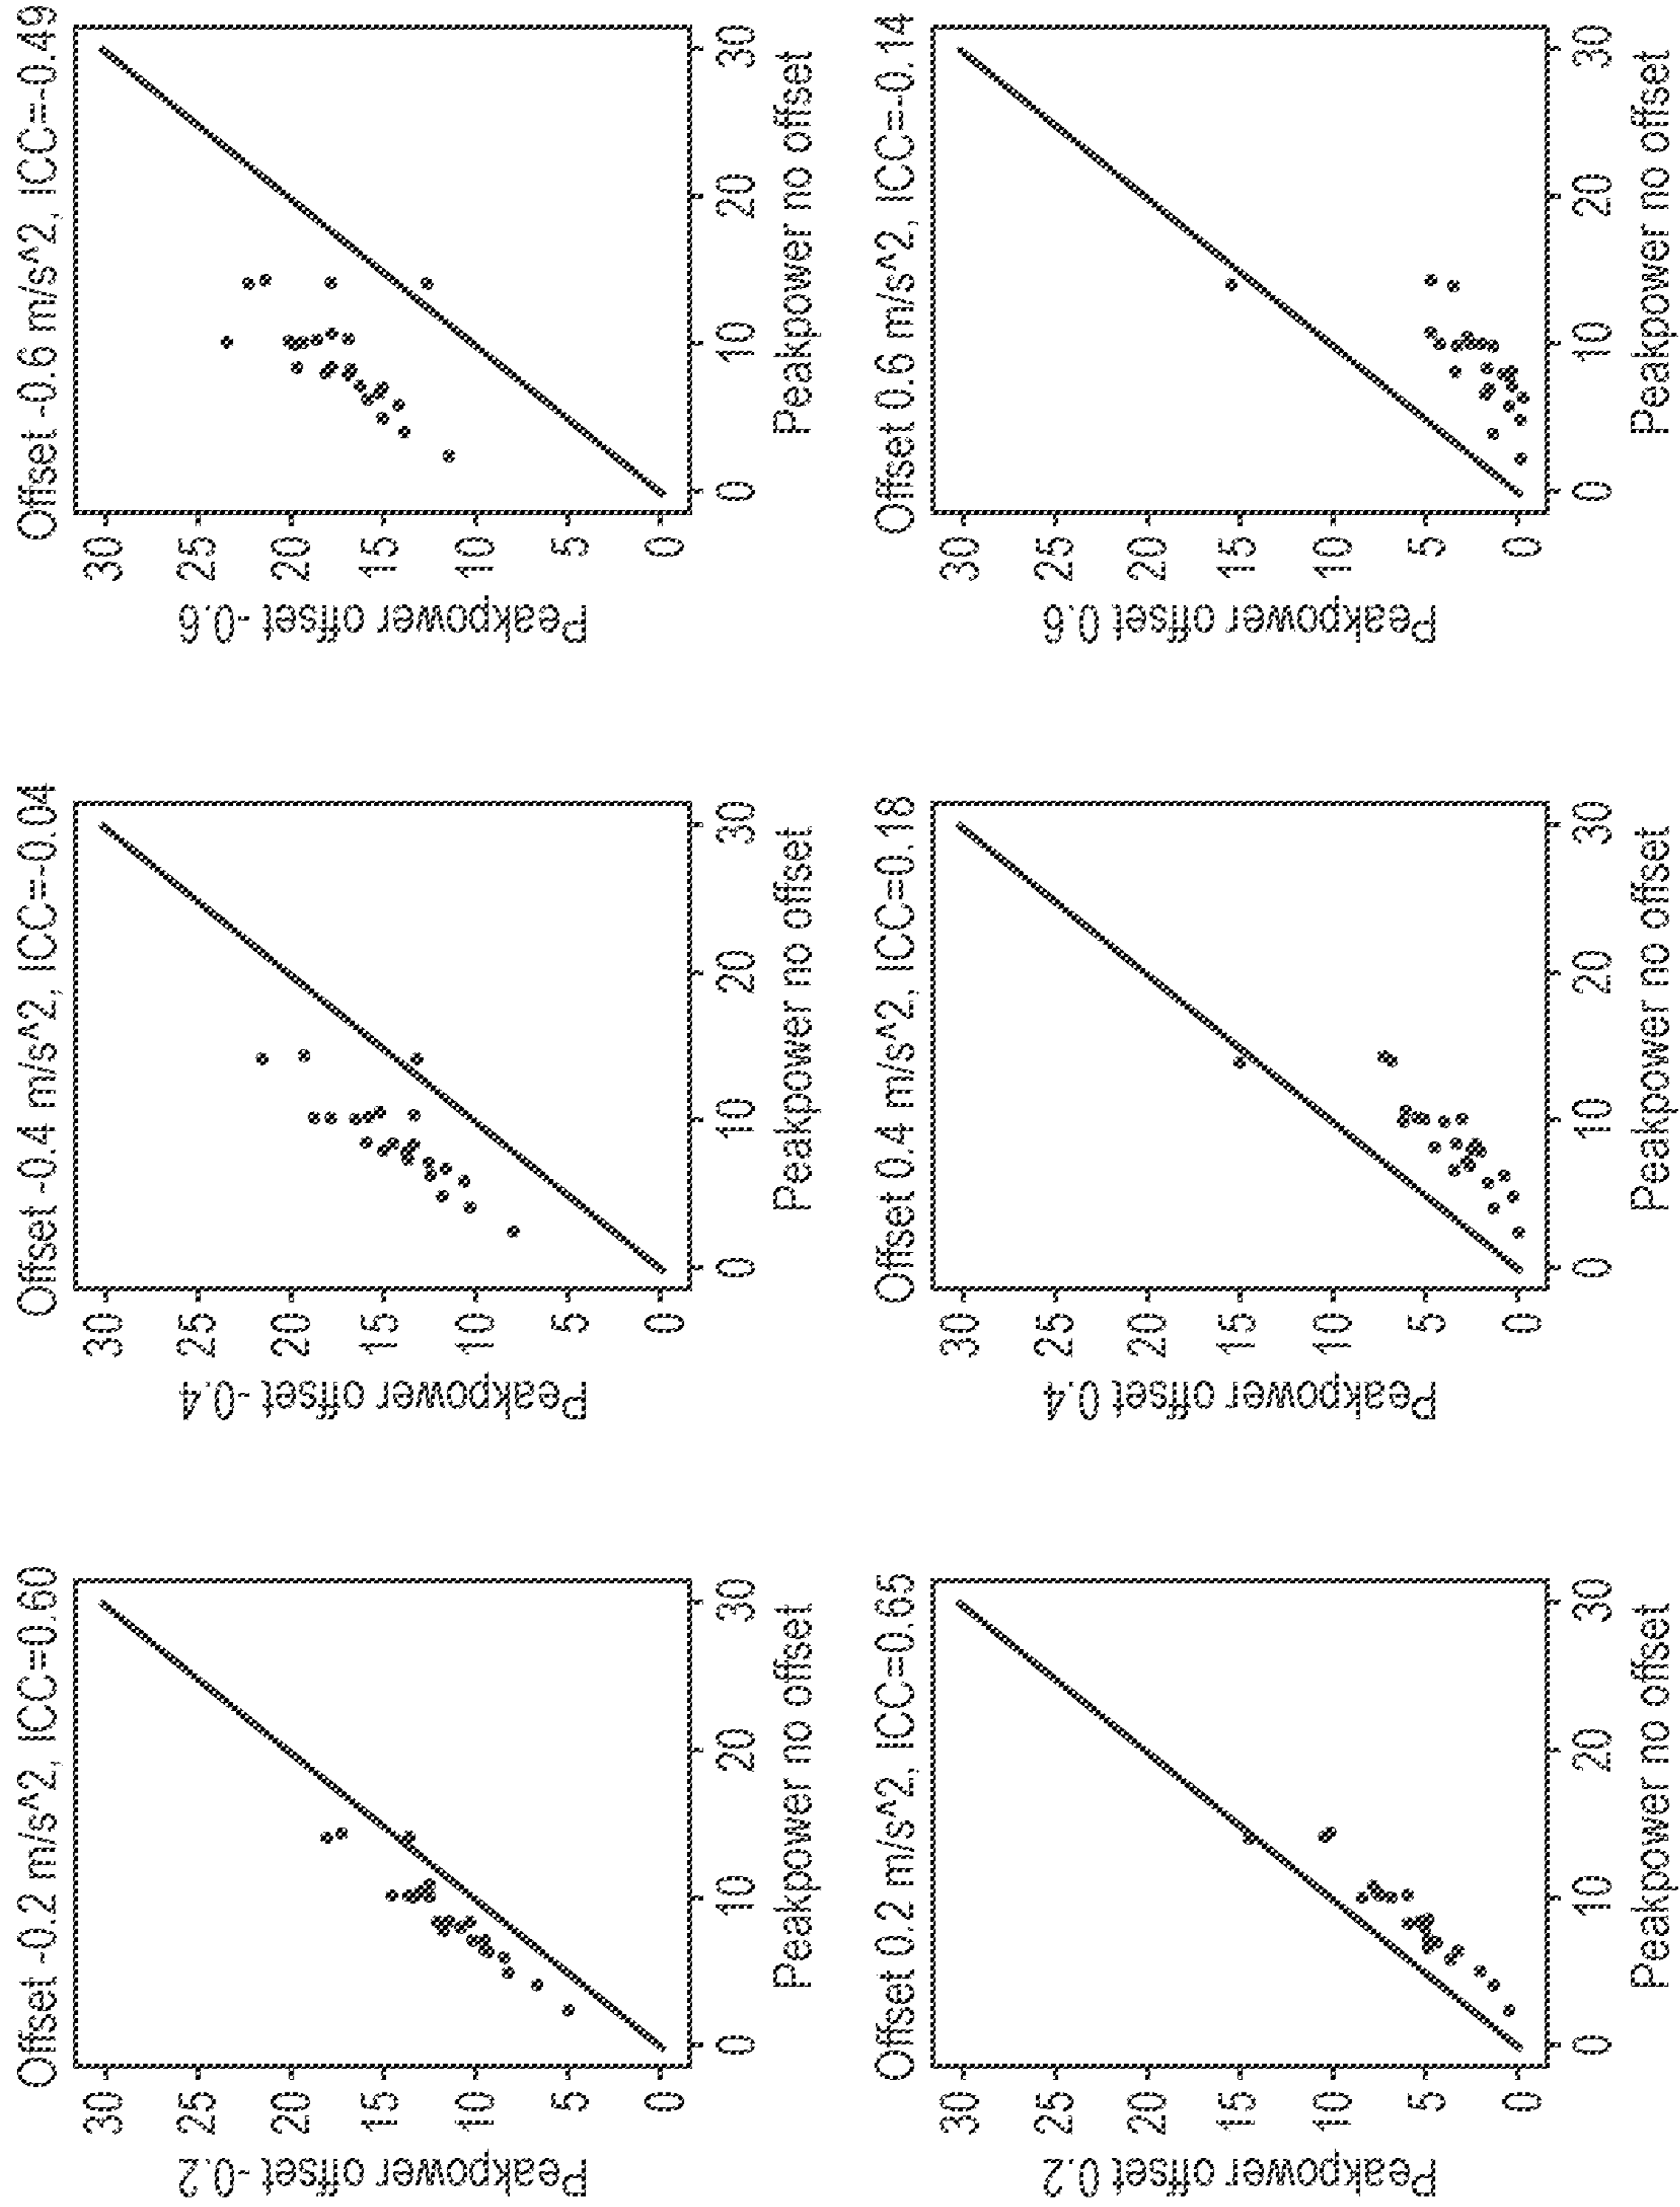 Offset -0.2 m/s^2, ICC=0.60
Peakpower offset -0.2
30
25
20
15
10
5
0
0 10 20 30
Peakpower no offset
Offset -0.4 m/s^2, ICC=-0.04
Peakpower offset -0.4
30
25
20
15
10
5
0
0 10 20 30
Peakpower no offset
Offset -0.6 m/s^2, ICC=-0.49
Peakpower offset -0.6
30
25
20
15
10
5
0
0 10 20 30
Peakpower no offset
Offset 0.2 m/s^2, ICC=0.65
Peakpower offset 0.2
30
25
20
15
10
5
0
0 10 20 30
Peakpower no offset
Offset 0.4 m/s^2, ICC=0.18
Peakpower offset 0.4
30
25
20
15
10
5
0
0 10 20 30
Peakpower no offset
Offset 0.6 m/s^2, ICC=-0.14
Peakpower offset 0.6
30
25
20
15
10
5
0
0 10 20 30
Peakpower no offset